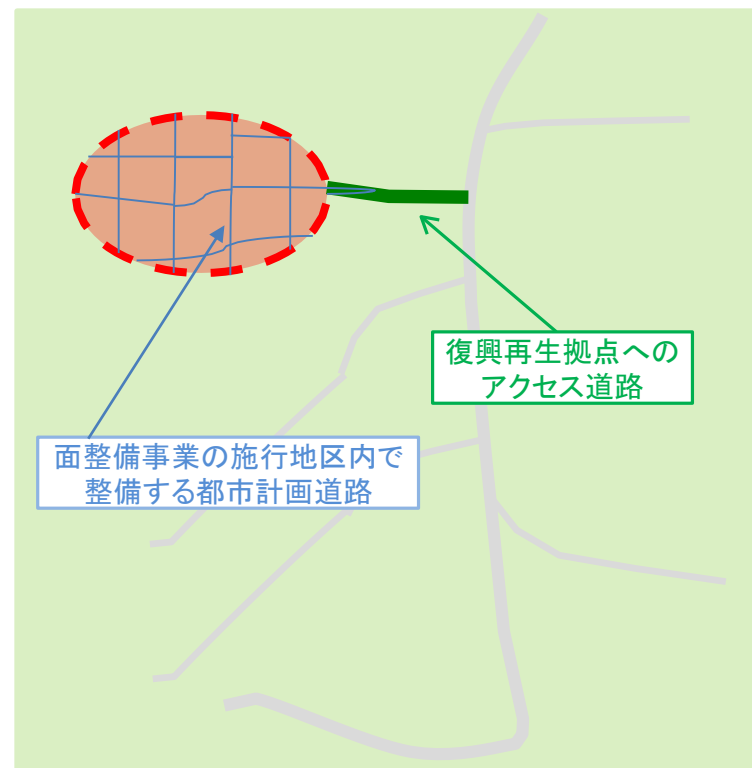 復興再生拠点への
アクセス道路
面整備事業の施行地区内で
整備する都市計画道路